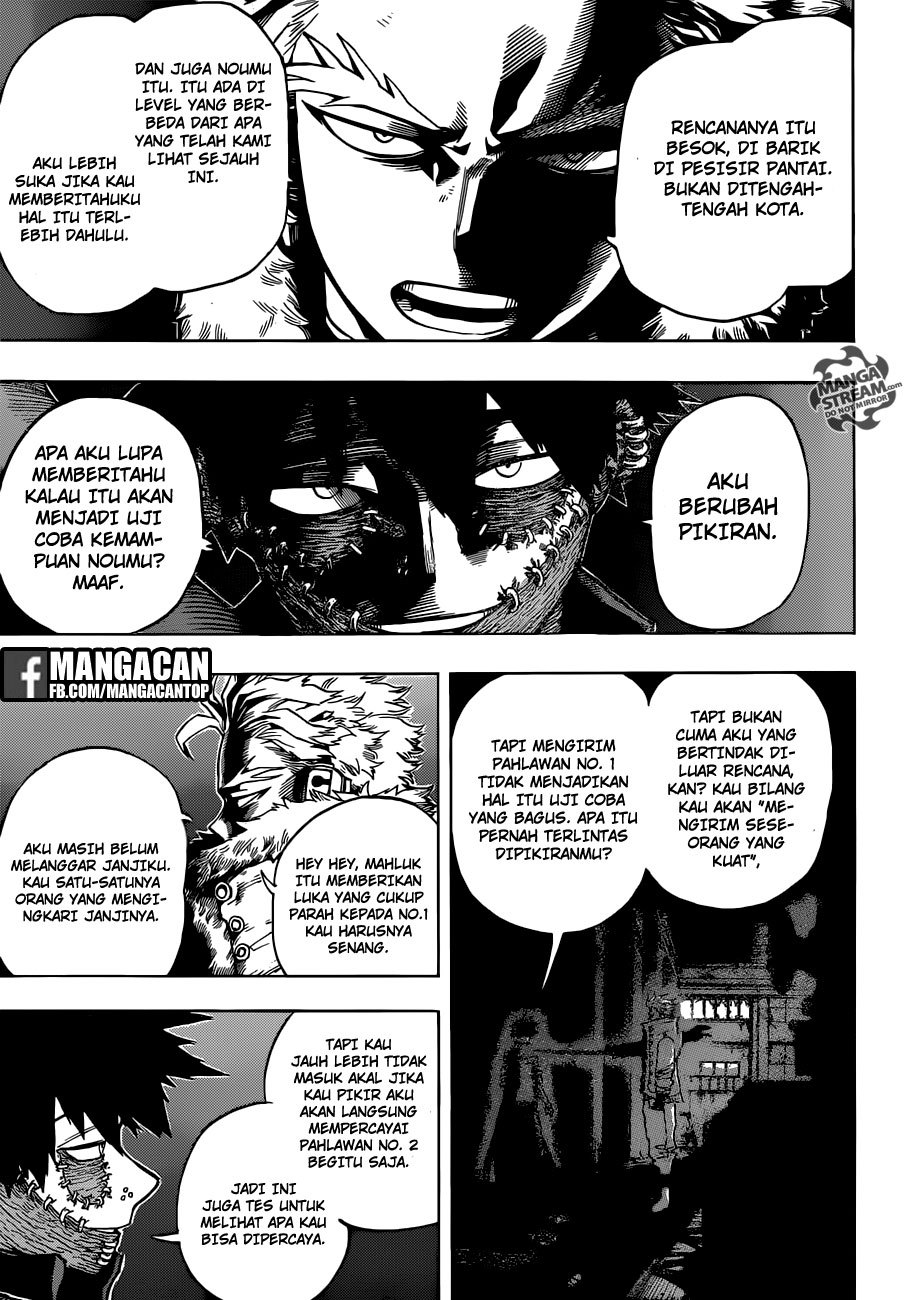 RENCANANYA ITU
BESOK, DI BARIK
DI PESISIR PANTAI.
BUKAN DITENGAH-
TENGAH KOTA.
DAN JUGA NOUMU
ITU. ITU ADA DI
LEVEL YANG BER-
BEDA DARI APA
YANG TELAH KAMI
LIHAT SEJAUH
INI.
AKU LEBIH
SUKA JIKA KAU
MEMBERITAHUKU
HAL ITU TERL-
EBIH DAHULU.
MANGA
STREAM.com
DO NOT MIRROR
AKU
BERUBAH
PIKIRAN.
APA AKU LUPA
MEMBERITAHU
KALAU ITU AKAN
MENJADI UJI
COBA KEMAM-
PUAN NOUMU?
MAAF.
f MANGACAN
FB.COM/MANGACANTOP
TAPI BUKAN
CUMA AKU YANG
BERTINDAK DI-
LUAR RENCANA,
KAN? KAU BILANG
KAU AKAN "ME-
NGIRIM SESE-
ORANG YANG
KUAT",
TAPI MENGIRIM
PAHLAWAN NO. 1
TIDAK MENJADIKAN
HAL ITU UJI COBA
YANG BAGUS. APA ITU
PERNAH TERLINTAS
DIPIKIRANMU?
HEY HEY, MAHLUK
ITU MEMBERIKAN
LUKA YANG CUKUP
PARAH KEPADA NO.1
KAU HARUSNYA
SENANG.
AKU MASIH BELUM
MELANGGAR JANJIKU.
KAU SATU-SATUNYA
ORANG YANG MENGI-
NGKARI JANJINYA.
TAPI KAU
JAUH LEBIH TIDAK
MASUK AKAL JIKA
KAU PIKIR AKU
AKAN LANGSUNG
MEMPERCAYAI
PAHLAWAN NO. 2
BEGITU SAJA.
JADI INI
JUGA TES UNTUK
MELIHAT APA KAU
BISA DIPERCAYA.